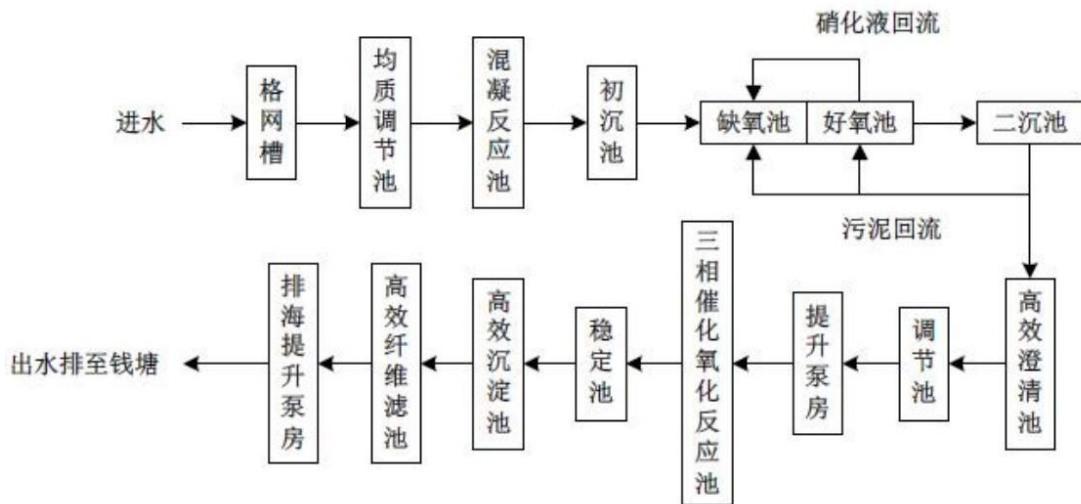 硝化液回流
进水
格网槽
均质调节池
混凝反应池
初沉池
缺氧池
好氧池
二沉池
污泥回流
出水排至钱塘
排海提升泵房
高效纤维滤池
高效沉淀池
稳定池
三相催化氧化反应池
提升泵房
调节池
高效澄清池